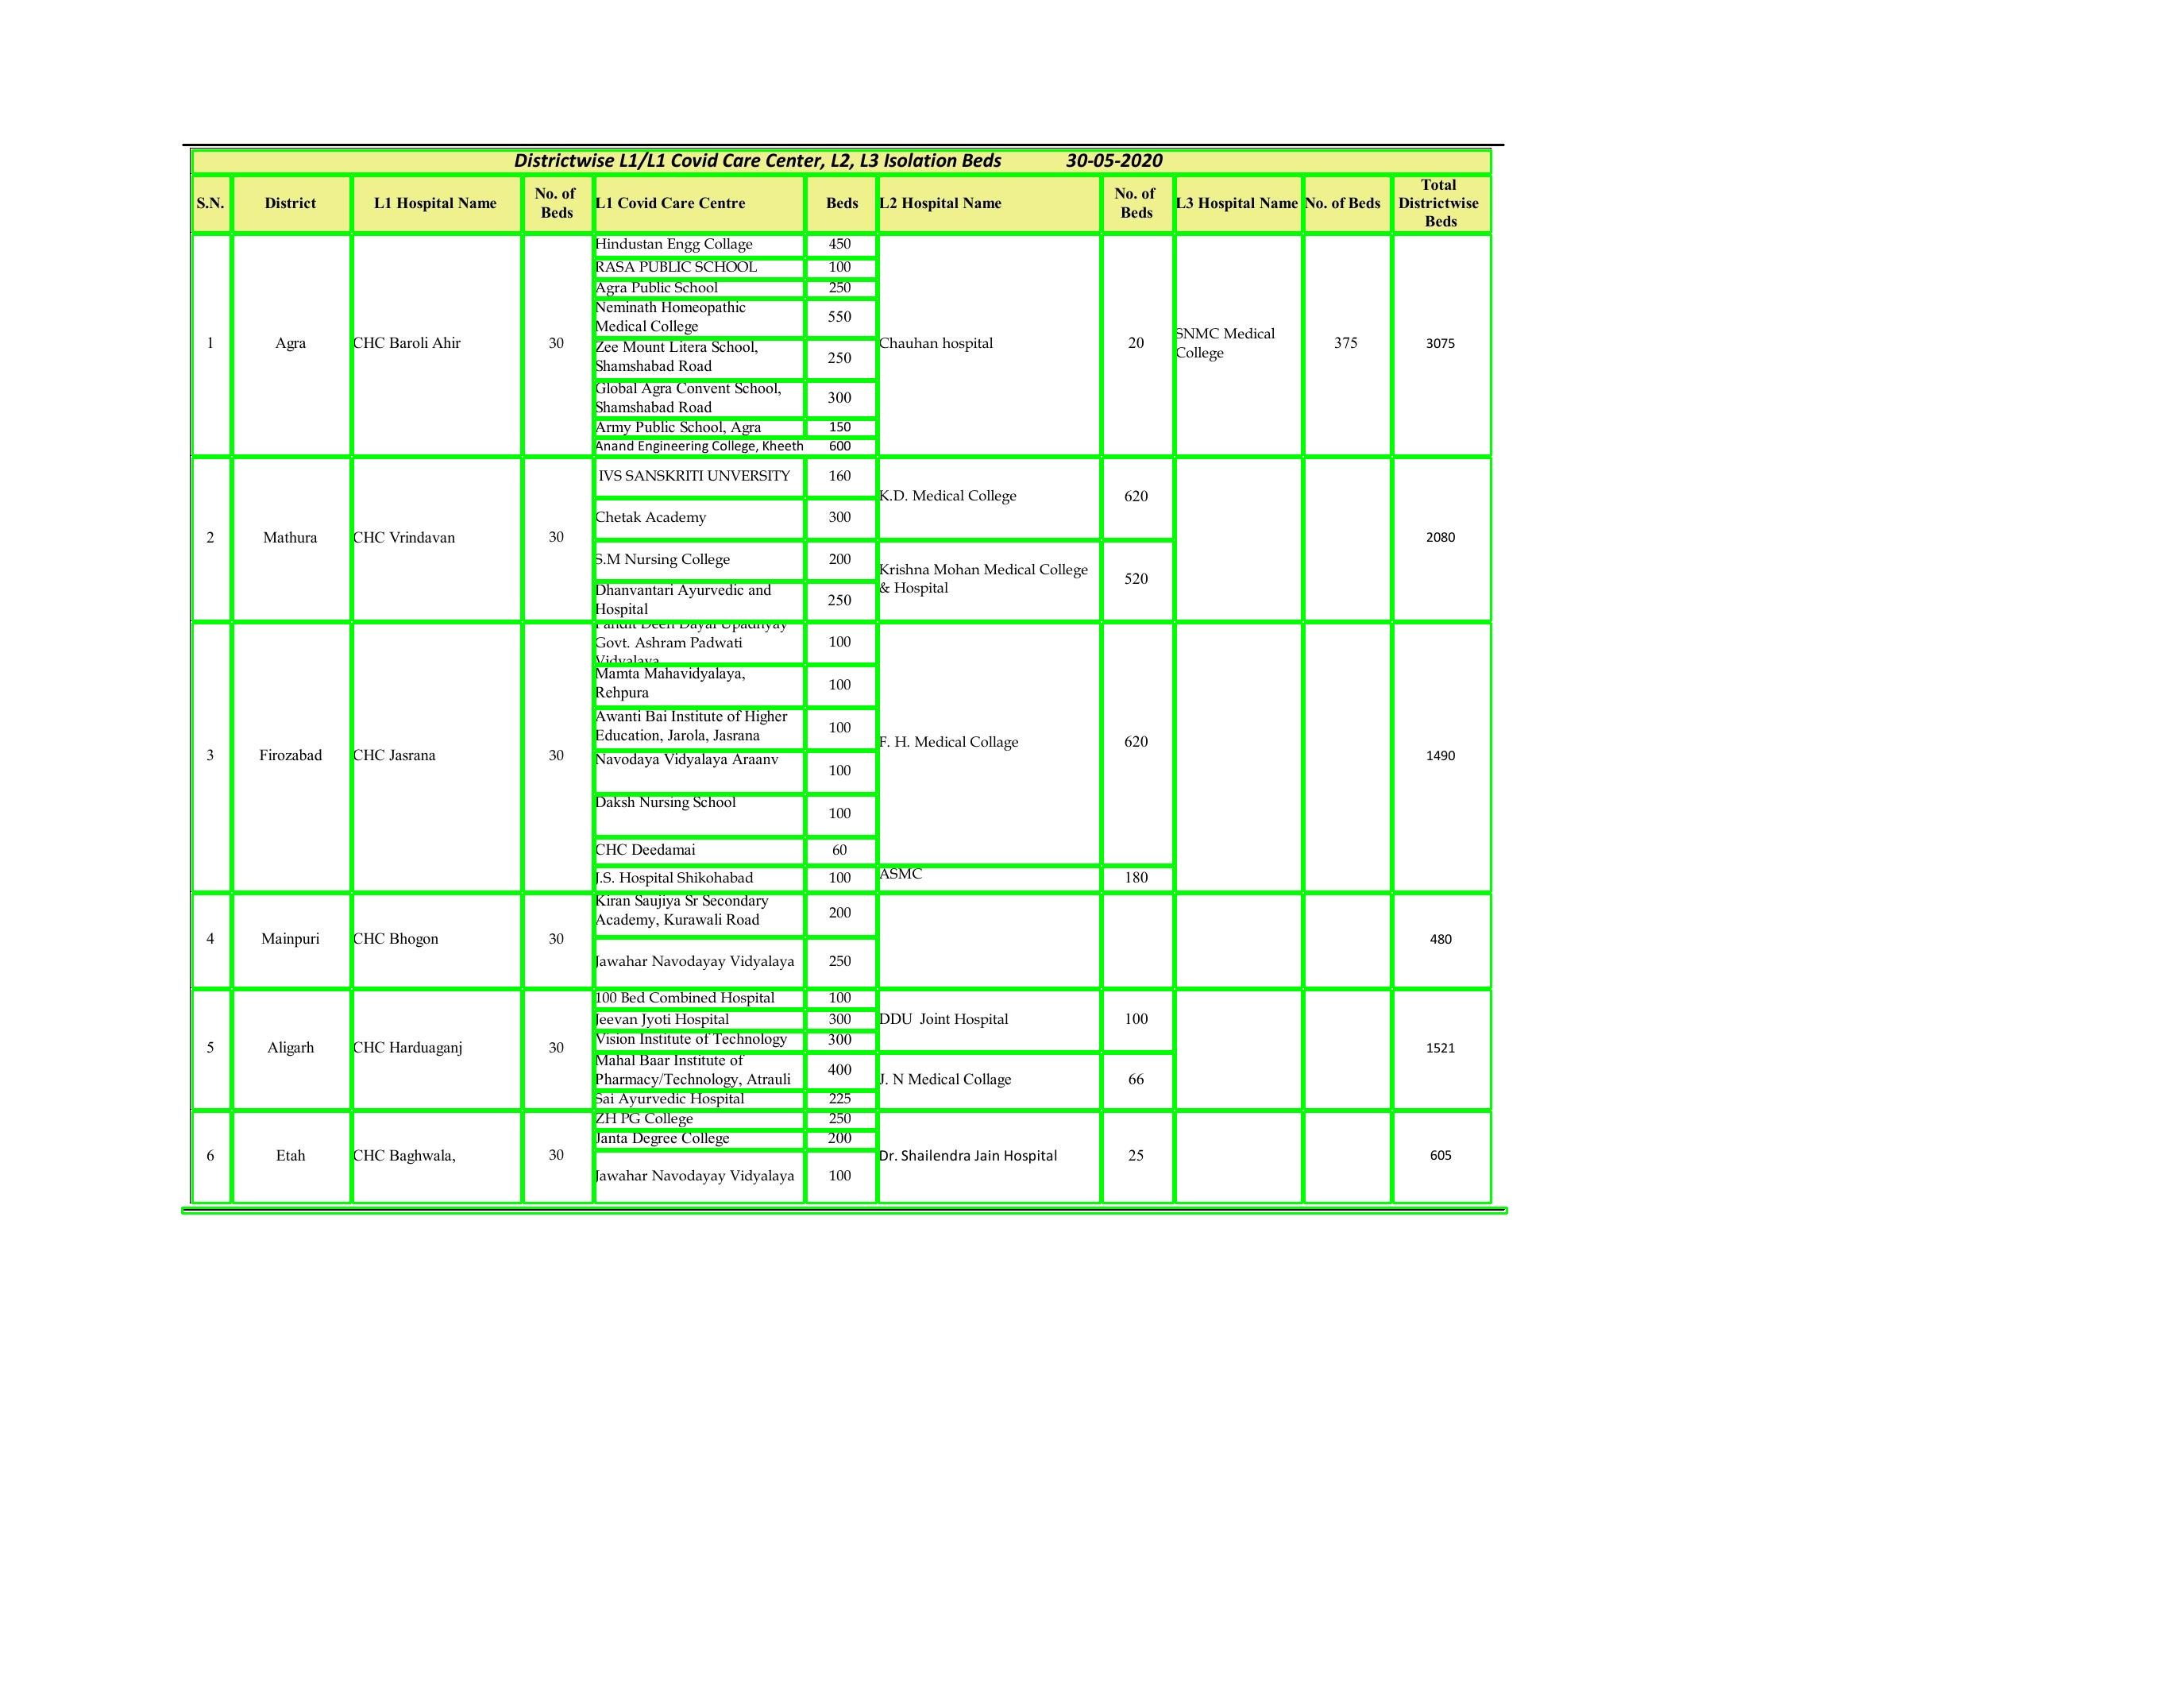 Districtwise L1/L1 Covid Care Center, L2, L3 Isolation Beds 30-05-2020
S.N. District L1 Hospital Name No. of Beds L1 Covid Care Centre Beds L2 Hospital Name No. of Beds L3 Hospital Name No. of Beds Total Districtwise Beds
1 Agra CHC Baroli Ahir 30
Hindustan Engg Collage 450
RASA PUBLIC SCHOOL 100
Agra Public School 250
Neminath Homeopathic
Medical College 550
Zee Mount Litera School,
Shamshabad Road 250
Global Agra Convent School,
Shamshabad Road 300
Army Public School, Agra 150
Anand Engineering College, Kheeth 600
Chauhan hospital 20
SNMC Medical
College 375
3075
2 Mathura CHC Vrindavan 30
IVS SANSKRITI UNVERSITY 160
Chetak Academy 300
S.M Nursing College 200
Dhanvantari Ayurvedic and
Hospital 250
K.D. Medical College 620
Krishna Mohan Medical College
& Hospital 520
2080
3 Firozabad CHC Jasrana 30
Pandit Deen Dayal Upadhyay
Govt. Ashram Padwati
Vidyalaya 100
Mamta Mahavidyalaya,
Rehpura 100
Awanti Bai Institute of Higher
Education, Jarola, Jasrana 100
Navodaya Vidyalaya Araanv 100
Daksh Nursing School 100
CHC Deedamai 60
J.S. Hospital Shikohabad 100
F. H. Medical Collage 620
ASMC 180
1490
4 Mainpuri CHC Bhogon 30
Kiran Saujiya Sr Secondary
Academy, Kurawali Road 200
Jawahar Navodayay Vidyalaya 250
480
5 Aligarh CHC Harduaganj 30
100 Bed Combined Hospital 100
Jeevan Jyoti Hospital 300
Vision Institute of Technology 300
Mahal Baar Institute of
Pharmacy/Technology, Atrauli 400
Sai Ayurvedic Hospital 225
DDU Joint Hospital 100
J. N Medical Collage 66
1521
6 Etah CHC Baghwala, 30
ZH PG College 250
Janta Degree College 200
Jawahar Navodayay Vidyalaya 100
Dr. Shailendra Jain Hospital 25
605